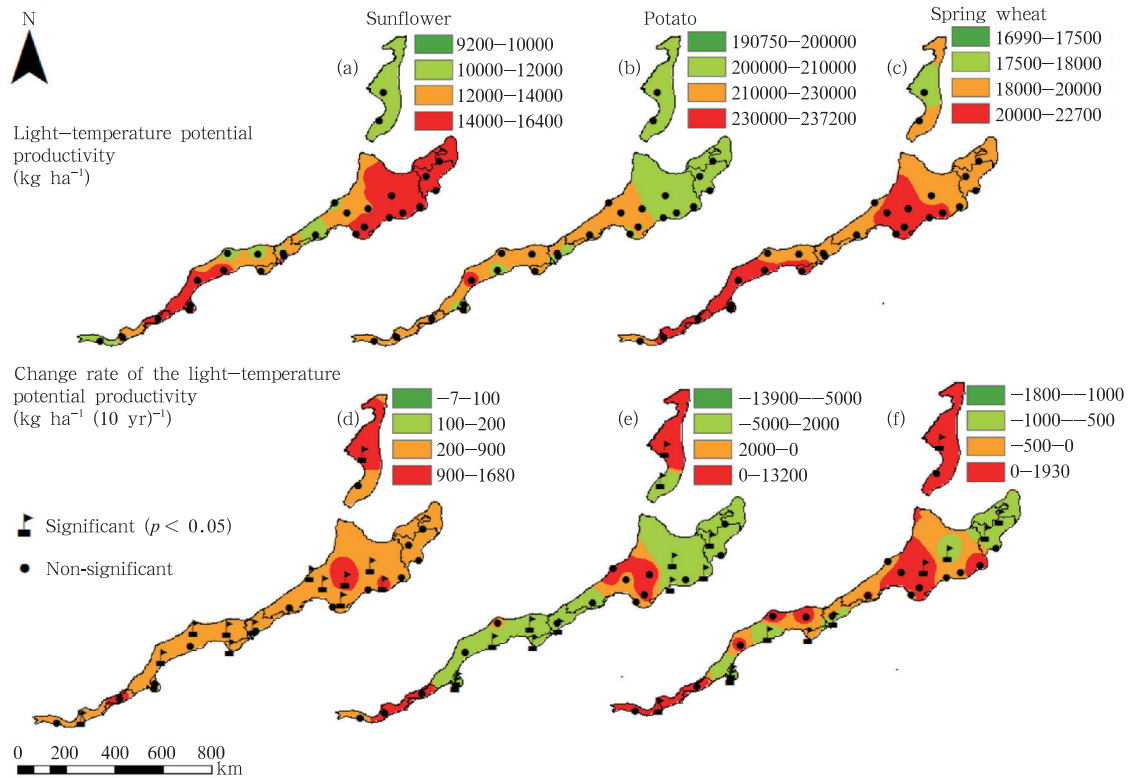 N
Sunflower
Potato
Spring wheat
(a)
9200−10000
10000−12000
12000−14000
14000−16400
(b)
190750−200000
200000−210000
210000−230000
230000−237200
(c)
16990−17500
17500−18000
18000−20000
20000−22700
Light−temperature potential
productivity
(kg ha⁻¹)
Change rate of the light−temperature
potential productivity
(kg ha⁻¹ (10 yr)⁻¹
(d)
−7−100
100−200
200−900
900−1680
(e)
−13900−−5000
−5000−2000
2000−0
0−13200
(f)
−1800−−1000
−1000−−500
−500−0
0−1930
Significant (p < 0.05)
Non−significant
0 200 400 600 800
km